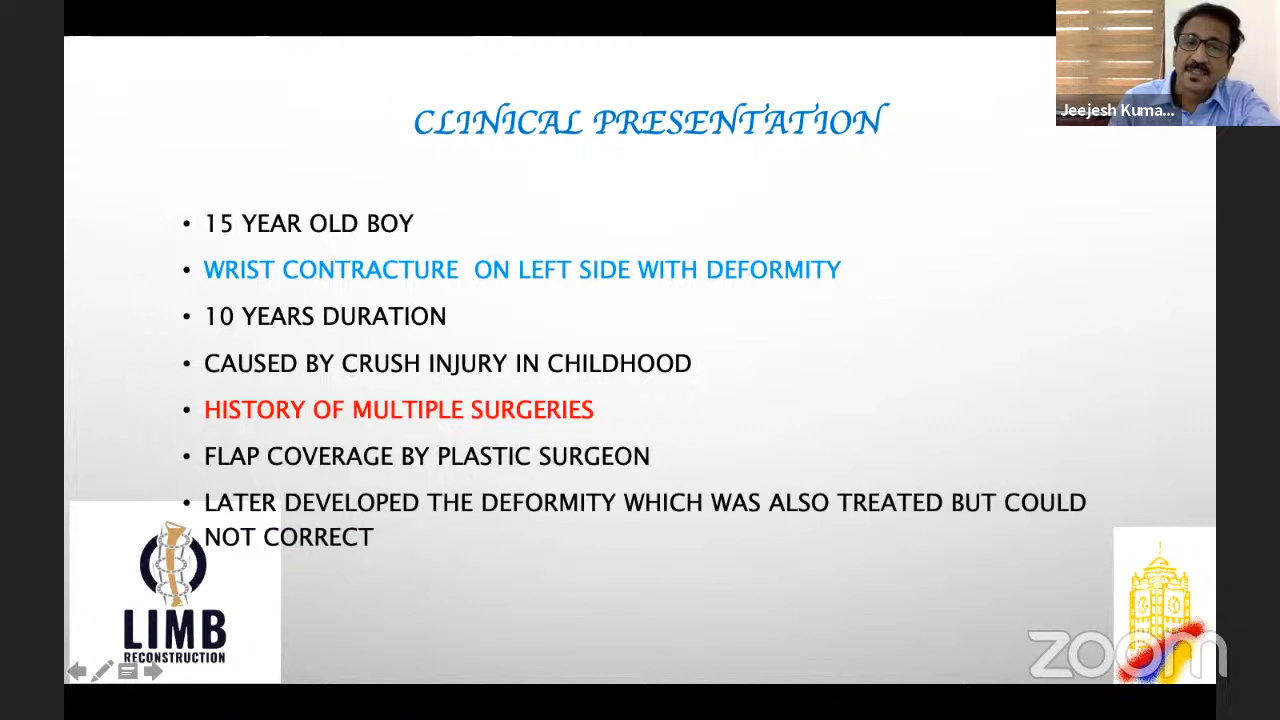 Jeejesh Kuma...
CLINICAL PRESENTATION
• 15 YEAR OLD BOY
• WRIST CONTRACTURE ON LEFT SIDE WITH DEFORMITY
• 10 YEARS DURATION
• CAUSED BY CRUSH INJURY IN CHILDHOOD
• HISTORY OF MULTIPLE SURGERIES
• FLAP COVERAGE BY PLASTIC SURGEON
• LATER DEVELOPED THE DEFORMITY WHICH WAS ALSO TREATED BUT COULD
NOT CORRECT
LIMB
RECONSTRUCTION
zoom